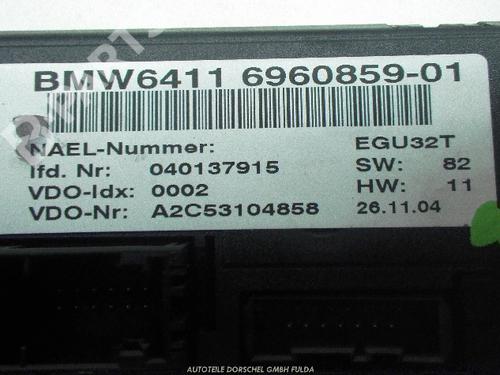 BMW6411 6960859-01
NAEL-Nummer: EGU32T
lfd. Nr: 040137915 SW: 82
VDO-Idx: 0002 HW: 11
VDO-Nr: A2C53104858 26.11.04
AUTOTEILE DORSCHEL GMBH FULDA